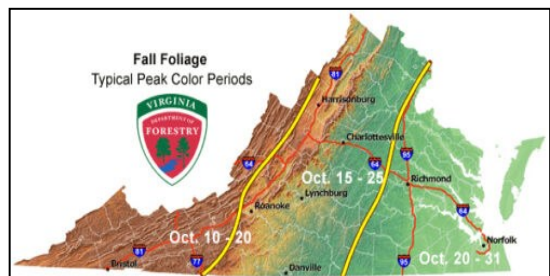 Fall Foliage
Typical Peak Color Periods
VIRGINIA
DEPARTMENT OF
FORESTRY
81
Harrisonburg
64
Charlottesville
95
64
Oct. 15 - 25
Richmond
Lynchburg
Roanoke
64
Oct. 10 - 20
Norfolk
81
77
Oct. 20 - 31
Bristol
Danville
95